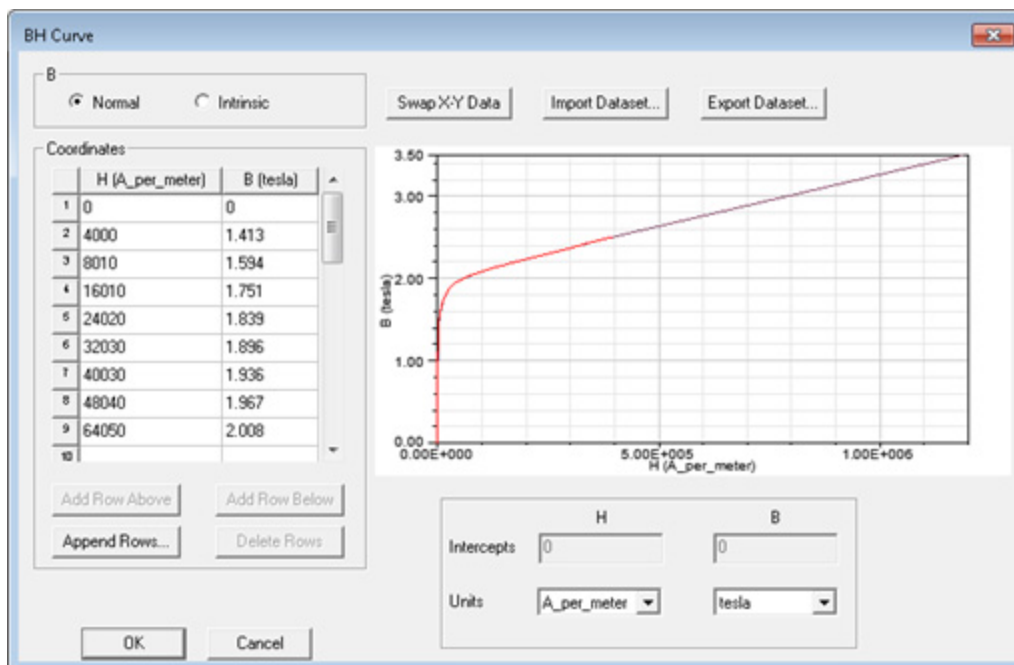 BH Curve
B
Normal Intrinsic
Swap X-Y Data Import Dataset... Export Dataset...
Coordinates
H (A_per_meter) B (tesla)
1 0 0
2 4000 1.413
3 8010 1.594
4 16010 1.751
5 24020 1.839
6 32030 1.896
7 40030 1.936
8 48040 1.967
9 64050 2.008
10
Add Row Above Add Row Below
Append Rows... Delete Rows
OK Cancel
3.50
3.00
2.00
1.00
0.00
B (tesla)
0.00E+000 5.00E+005 1.00E+006
H (A_per_meter)
H B
Intercepts 0 0
Units A_per_meter tesla